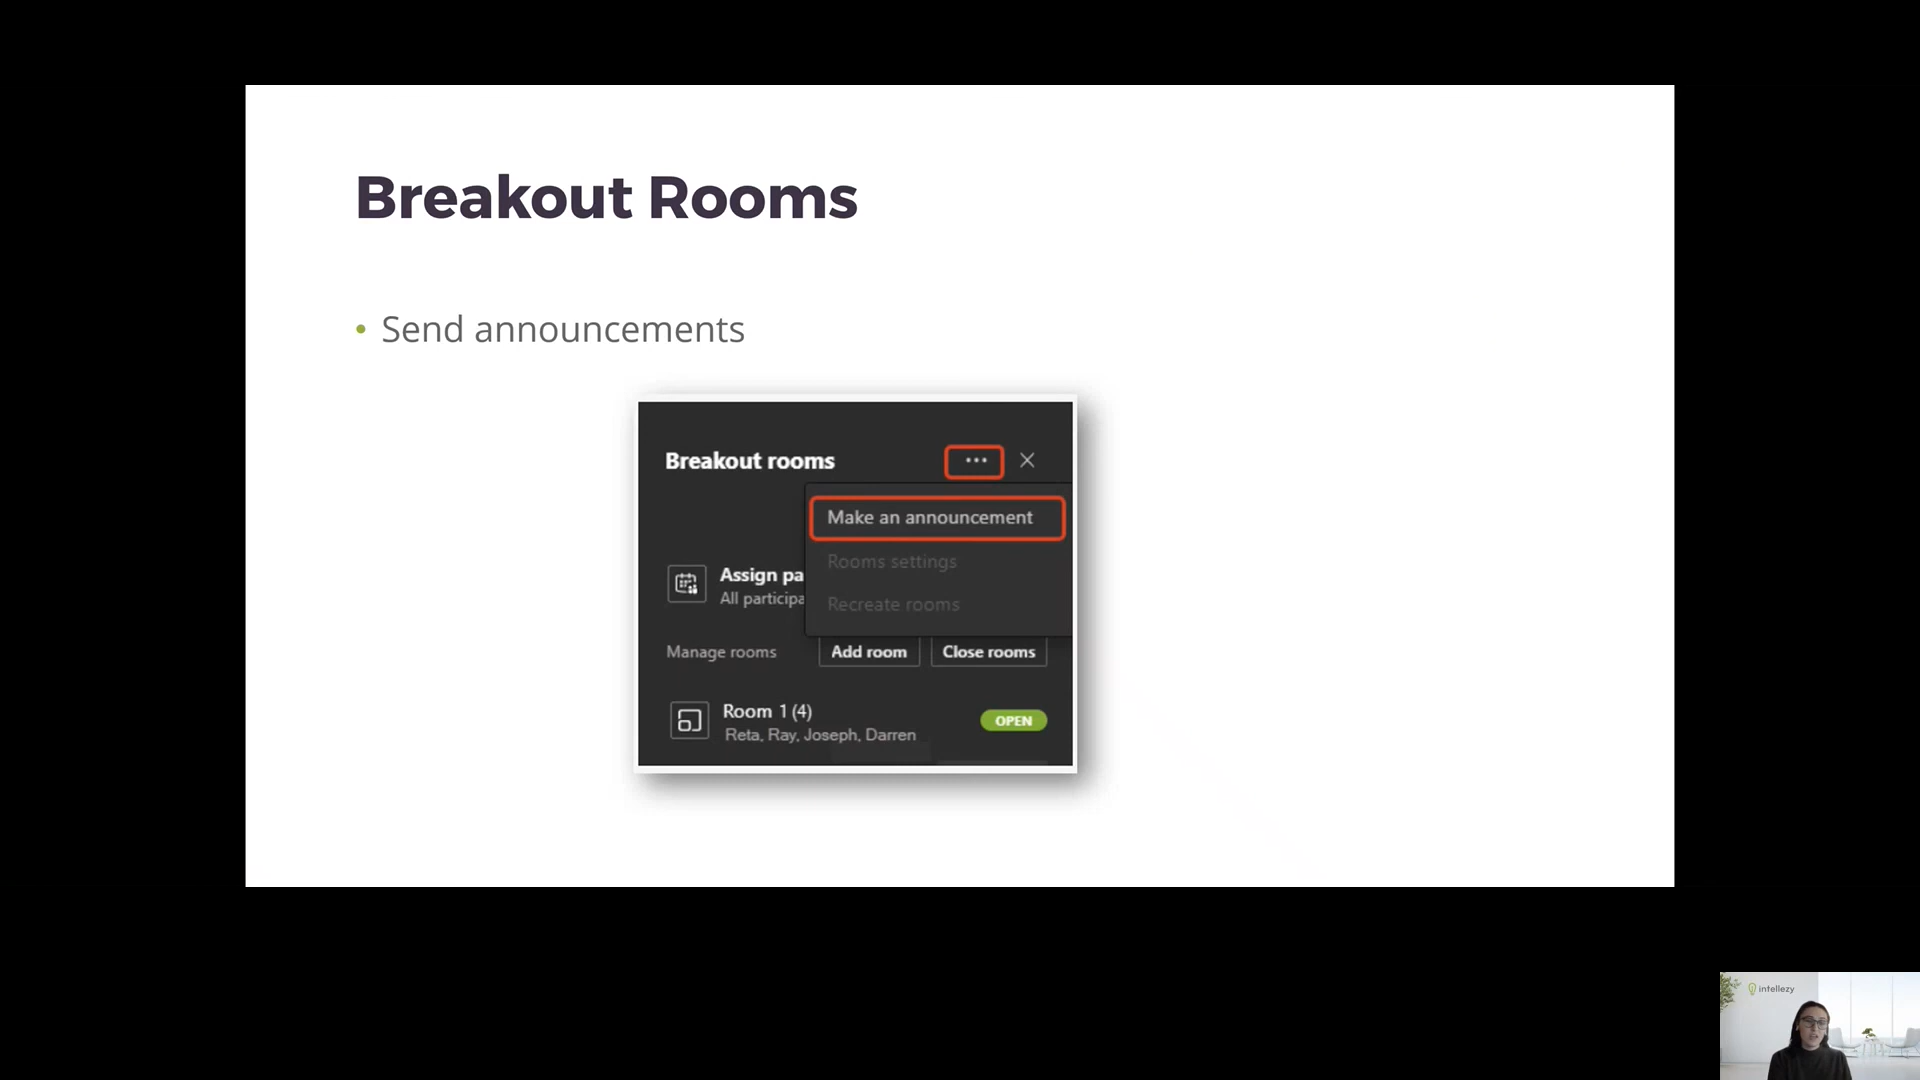 Breakout Rooms
• Send announcements
Breakout rooms
Make an announcement
Rooms settings
Recreate rooms
Assign pa
All participa
Manage rooms
Add room
Close rooms
Room 1 (4)
OPEN
Reta, Ray, Joseph, Darren
intellezy